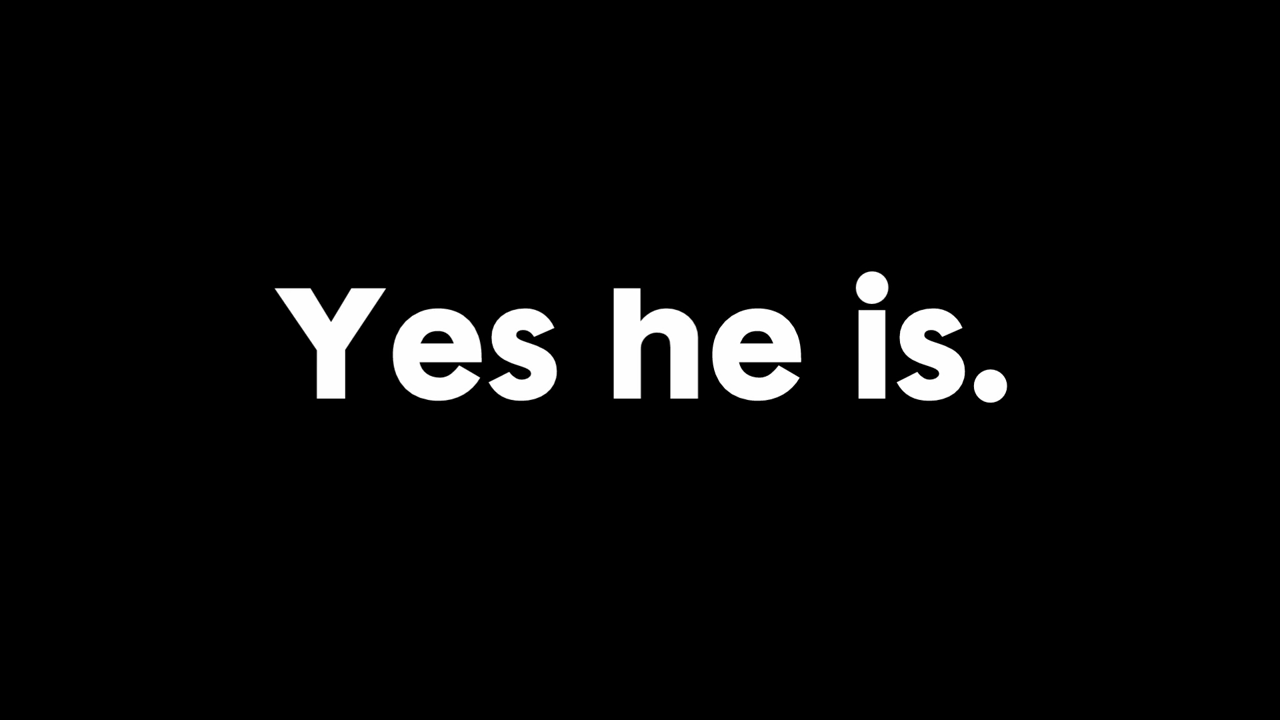 Yes he is.